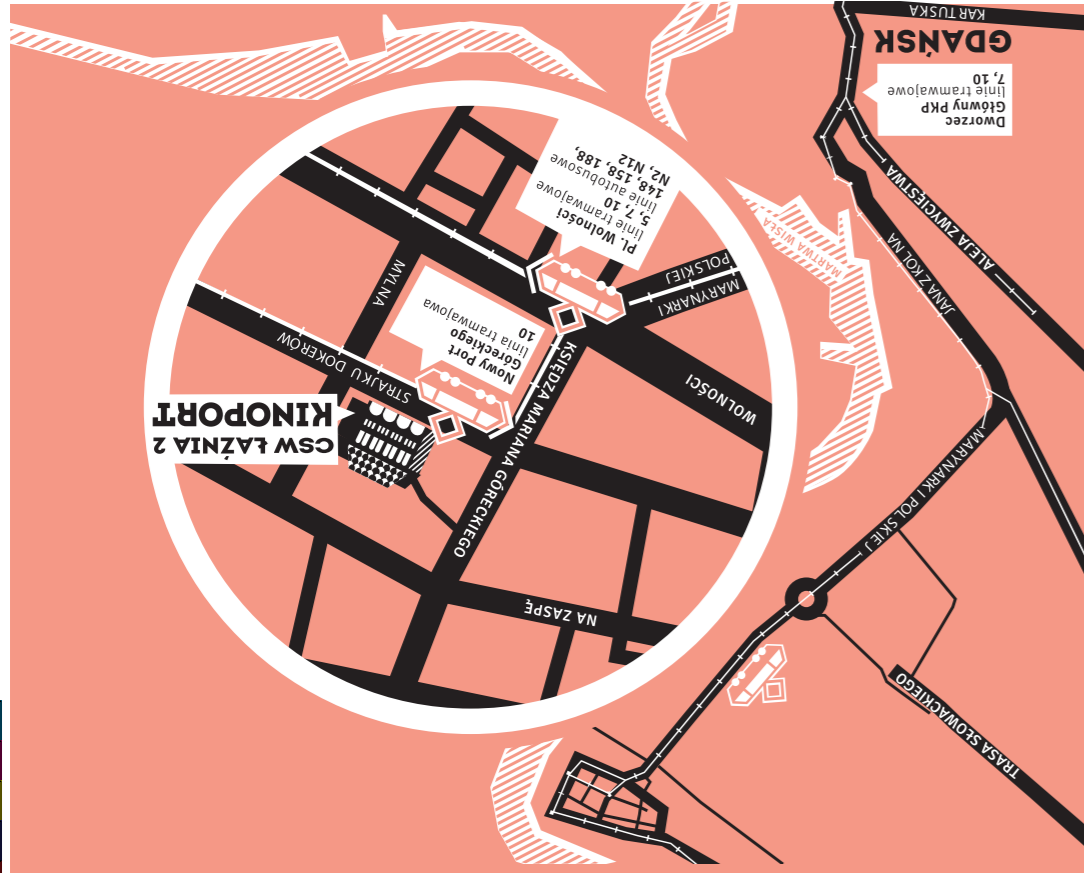 TRASA SŁOWACKIEGO
MARYNARKI POLSKIEJ
NA ZASPĘ
KSIĘDZA MARIANA GÓRECKIEGO
CSW ŁAŹNIA 2
KINOPORT
STRAJKU DOKERÓW
WOLNOŚCI
Nowy Port
Góreckiego
linia tramwajowa
10
MYLNA
MARYNARKI
POLSKIEJ
Pl. Wolności
linie tramwajowe
5, 7, 10
linie autobusowe
148, 158, 188,
N2, N12
JANA Z KOLNA
MARTWA WISŁA
ALEJA ZWYCIĘSTWA
Dworzec
Główny PKP
linie tramwajowe
7, 10
GDAŃSK
KARTUSKA